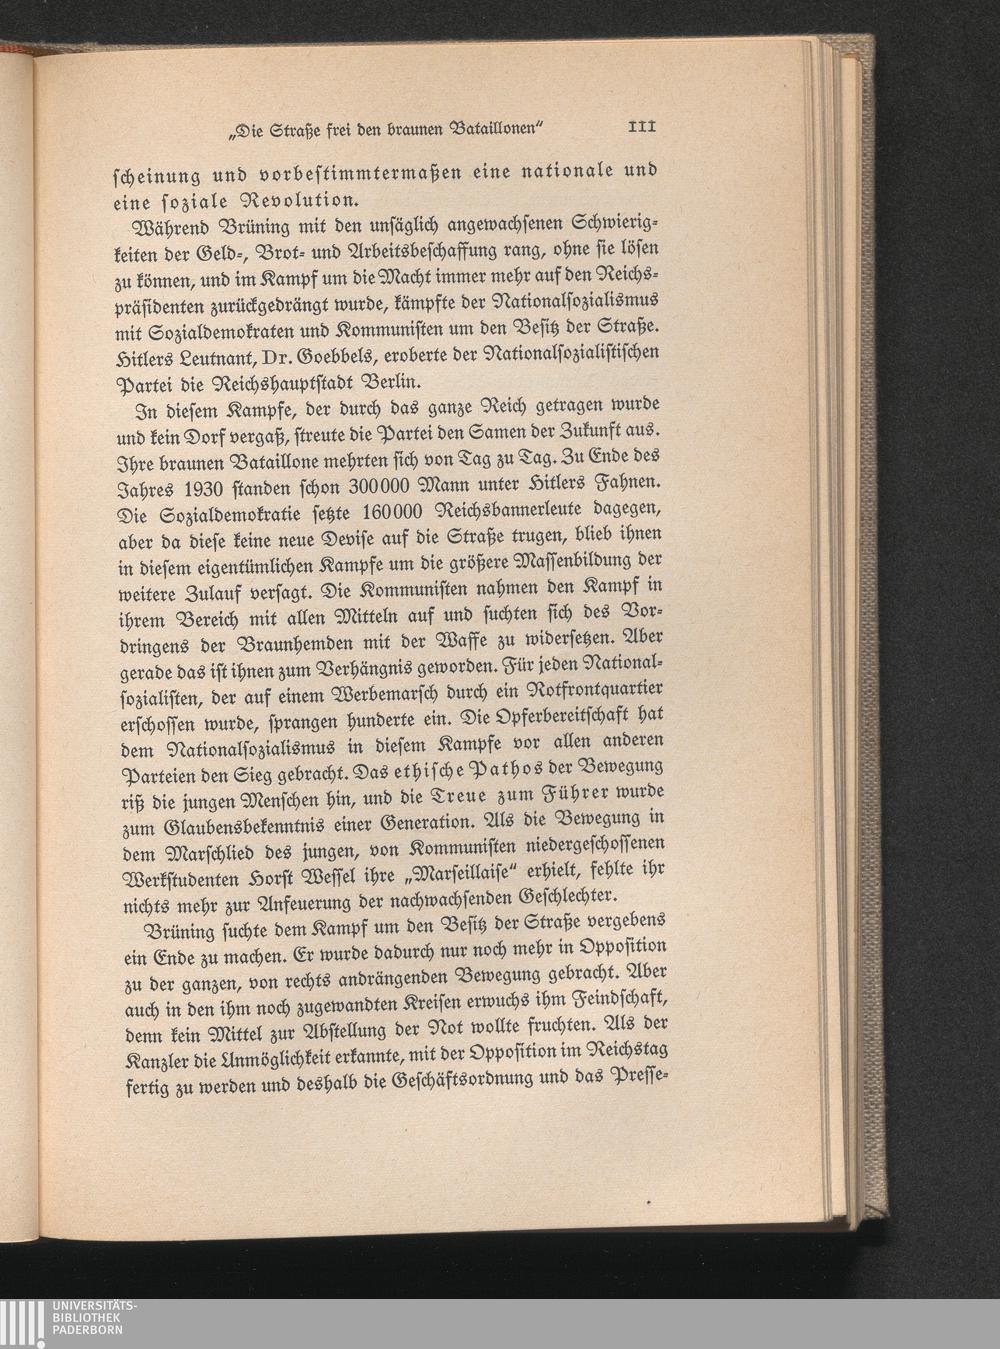 „Die Straße frei den braunen Bataillonen“ 111
scheinung und vorbestimmtermaßen eine nationale und
eine soziale Revolution.
Während Brüning mit den unsäglich angewachsenen Schwierig-
keiten der Geld-, Brot- und Arbeitsbeschaffung rang, ohne sie lösen
zu können, und im Kampf um die Macht immer mehr auf den Reichs-
präsidenten zurückgedrängt wurde, kämpfte der Nationalsozialismus
mit Sozialdemokraten und Kommunisten um den Besitz der Straße.
Hitlers Leutnant, Dr. Goebbels, eroberte der Nationalsozialistischen
Partei die Reichshauptstadt Berlin.
In diesem Kampfe, der durch das ganze Reich getragen wurde
und kein Dorf vergaß, streute die Partei den Samen der Zukunft aus.
Ihre braunen Bataillone mehrten sich von Tag zu Tag. Zu Ende des
Jahres 1930 standen schon 300000 Mann unter Hitlers Fahnen.
Die Sozialdemokratie setzte 160000 Reichsbannerleute dagegen,
aber da diese keine neue Devise auf die Straße trugen, blieb ihnen
in diesem eigentümlichen Kampfe um die größere Massenbildung der
weitere Zulauf versagt. Die Kommunisten nahmen den Kampf in
ihrem Bereich mit allen Mitteln auf und suchten sich des Vor-
dringens der Braunhemden mit der Waffe zu widersetzen. Aber
gerade das ist ihnen zum Verhängnis geworden. Für jeden National-
sozialisten, der auf einem Werbemarsch durch ein Rotfrontquartier
erschossen wurde, sprangen hunderte ein. Die Opferbereitschaft hat
dem Nationalsozialismus in diesem Kampfe vor allen anderen
Parteien den Sieg gebracht. Das ethische Pathos der Bewegung
riß die jungen Menschen hin, und die Treue zum Führer wurde
zum Glaubensbekenntnis einer Generation. Als die Bewegung in
dem Marschlied des jungen, von Kommunisten niedergeschossenen
Werkstudenten Horst Wessel ihre „Marseillaise“ erhielt, fehlte ihr
nichts mehr zur Anfeuerung der nachwachsenden Geschlechter.
Brüning suchte dem Kampf um den Besitz der Straße vergebens
ein Ende zu machen. Er wurde dadurch nur noch mehr in Opposition
zu der ganzen, von rechts andrängenden Bewegung gebracht. Aber
auch in den ihm noch zugewandten Kreisen erwuchs ihm Feindschaft,
denn kein Mittel zur Abstellung der Not wollte fruchten. Als der
Kanzler die Unmöglichkeit erkannte, mit der Opposition im Reichstag
fertig zu werden und deshalb die Geschäftsordnung und das Presse-
UNIVERSITÄTS-
BIBLIOTHEK
PADERBORN